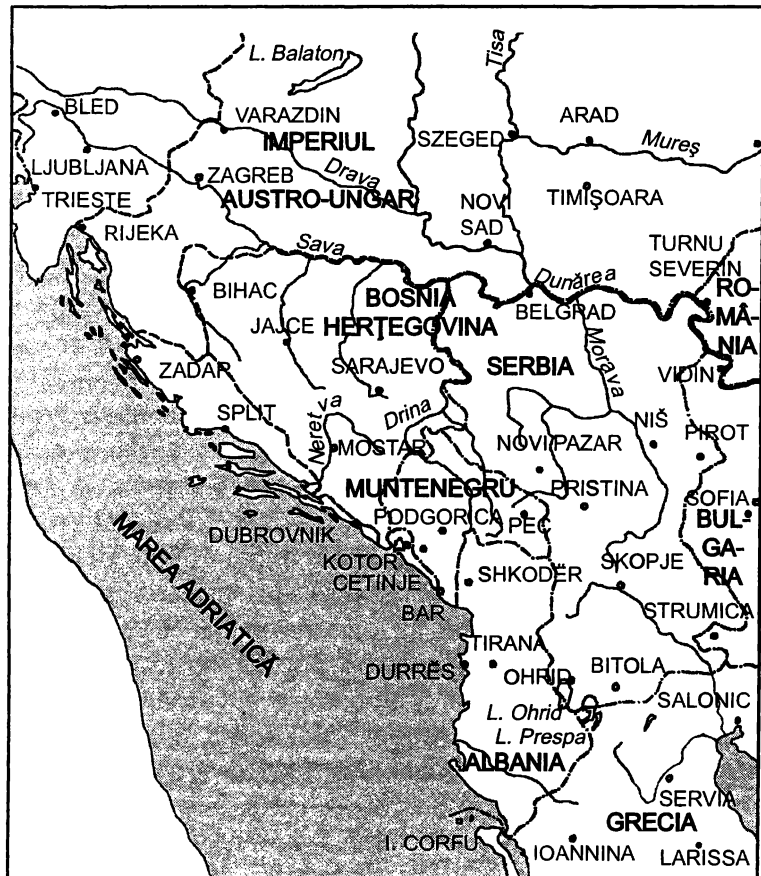 L. Balaton
Tisa
BLED
VARAZDIN
IMPERIUL
SZEGED
ARAD
Mureş
LJUBLJANA
ZAGREB
Drava
TRIESTE
AUSTRO-UNGAR
NOVI
SAD
TIMIŞOARA
RIJEKA
Sava
TURNU
SEVERIN
Dunărea
BIHAC
BOSNIA
BELGRAD
RO-
MÂ-
NIA
JAJCE
HERŢEGOVINA
Morava
ZADAR
SARAJEVO
SERBIA
VIDIN
SPLIT
Neretva
Drina
MOSTAR
NOVI PAZAR
NIŠ
PIROT
MUNTENEGRU
PRISTINA
SOFIA
DUBROVNIK
PODGORICA
PEC
BUL-
GA-
RIA
KOTOR
CETINJE
SHKODËR
SKOPJE
MAREA ADRIATICĂ
BAR
STRUMICA
TIRANA
DURRËS
OHRID
BITOLA
SALONIC
L. Ohrid
L. Prespa
ALBANIA
SERVIA
GRECIA
I. CORFU
IOANNINA
LARISSA